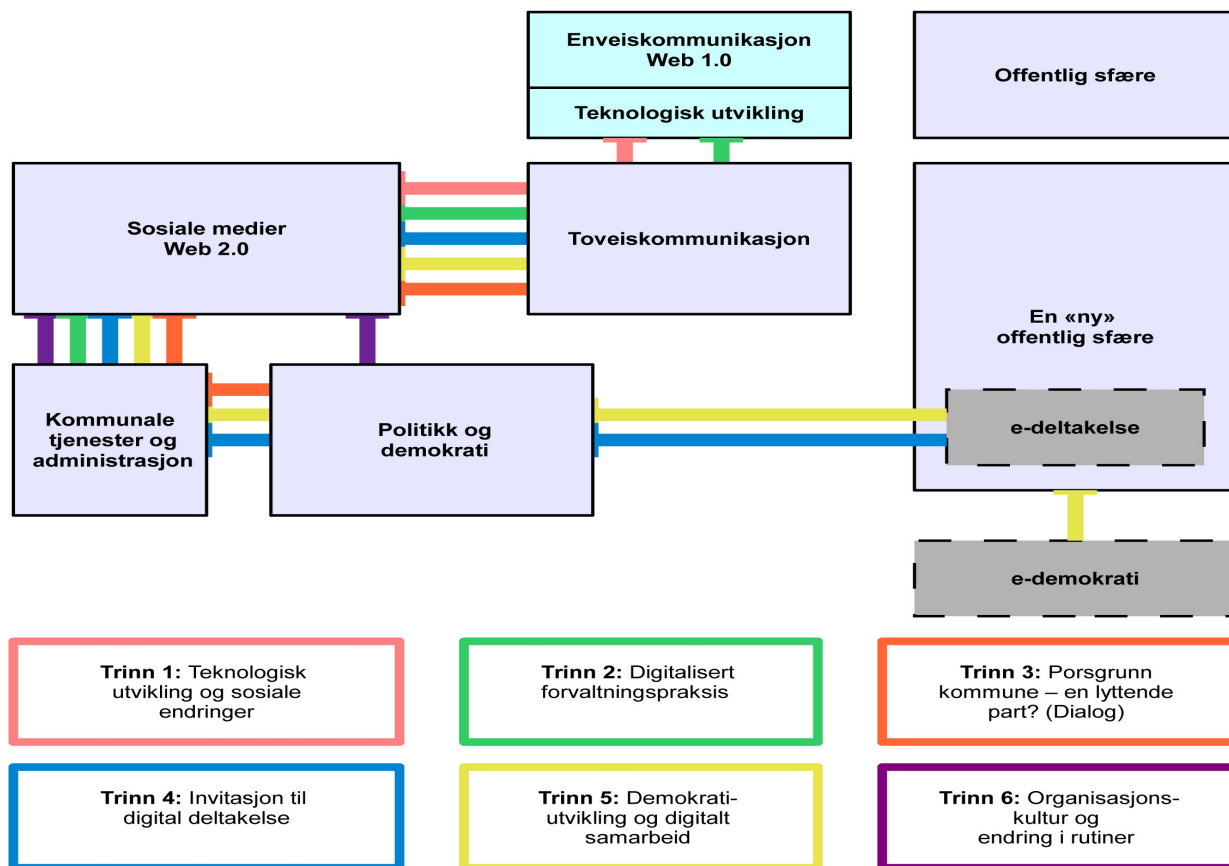 Enveiskommunikasjon
Web 1.0
Teknologisk utvikling
Offentlig sfære
Sosiale medier
Web 2.0
Toveiskommunikasjon
En «ny»
offentlig sfære
Kommunale
tjenester og
administrasjon
Politikk og
demokrati
e-deltakelse
e-demokrati
Trinn 1: Teknologisk
utvikling og sosiale
endringer
Trinn 2: Digitalisert
forvaltningspraksis
Trinn 3: Porsgrunn
kommune – en lyttende
part? (Dialog)
Trinn 4: Invitasjon til
digital deltakelse
Trinn 5: Demokrati-
utvikling og digitalt
samarbeid
Trinn 6: Organisasjons-
kultur og
endring i rutiner